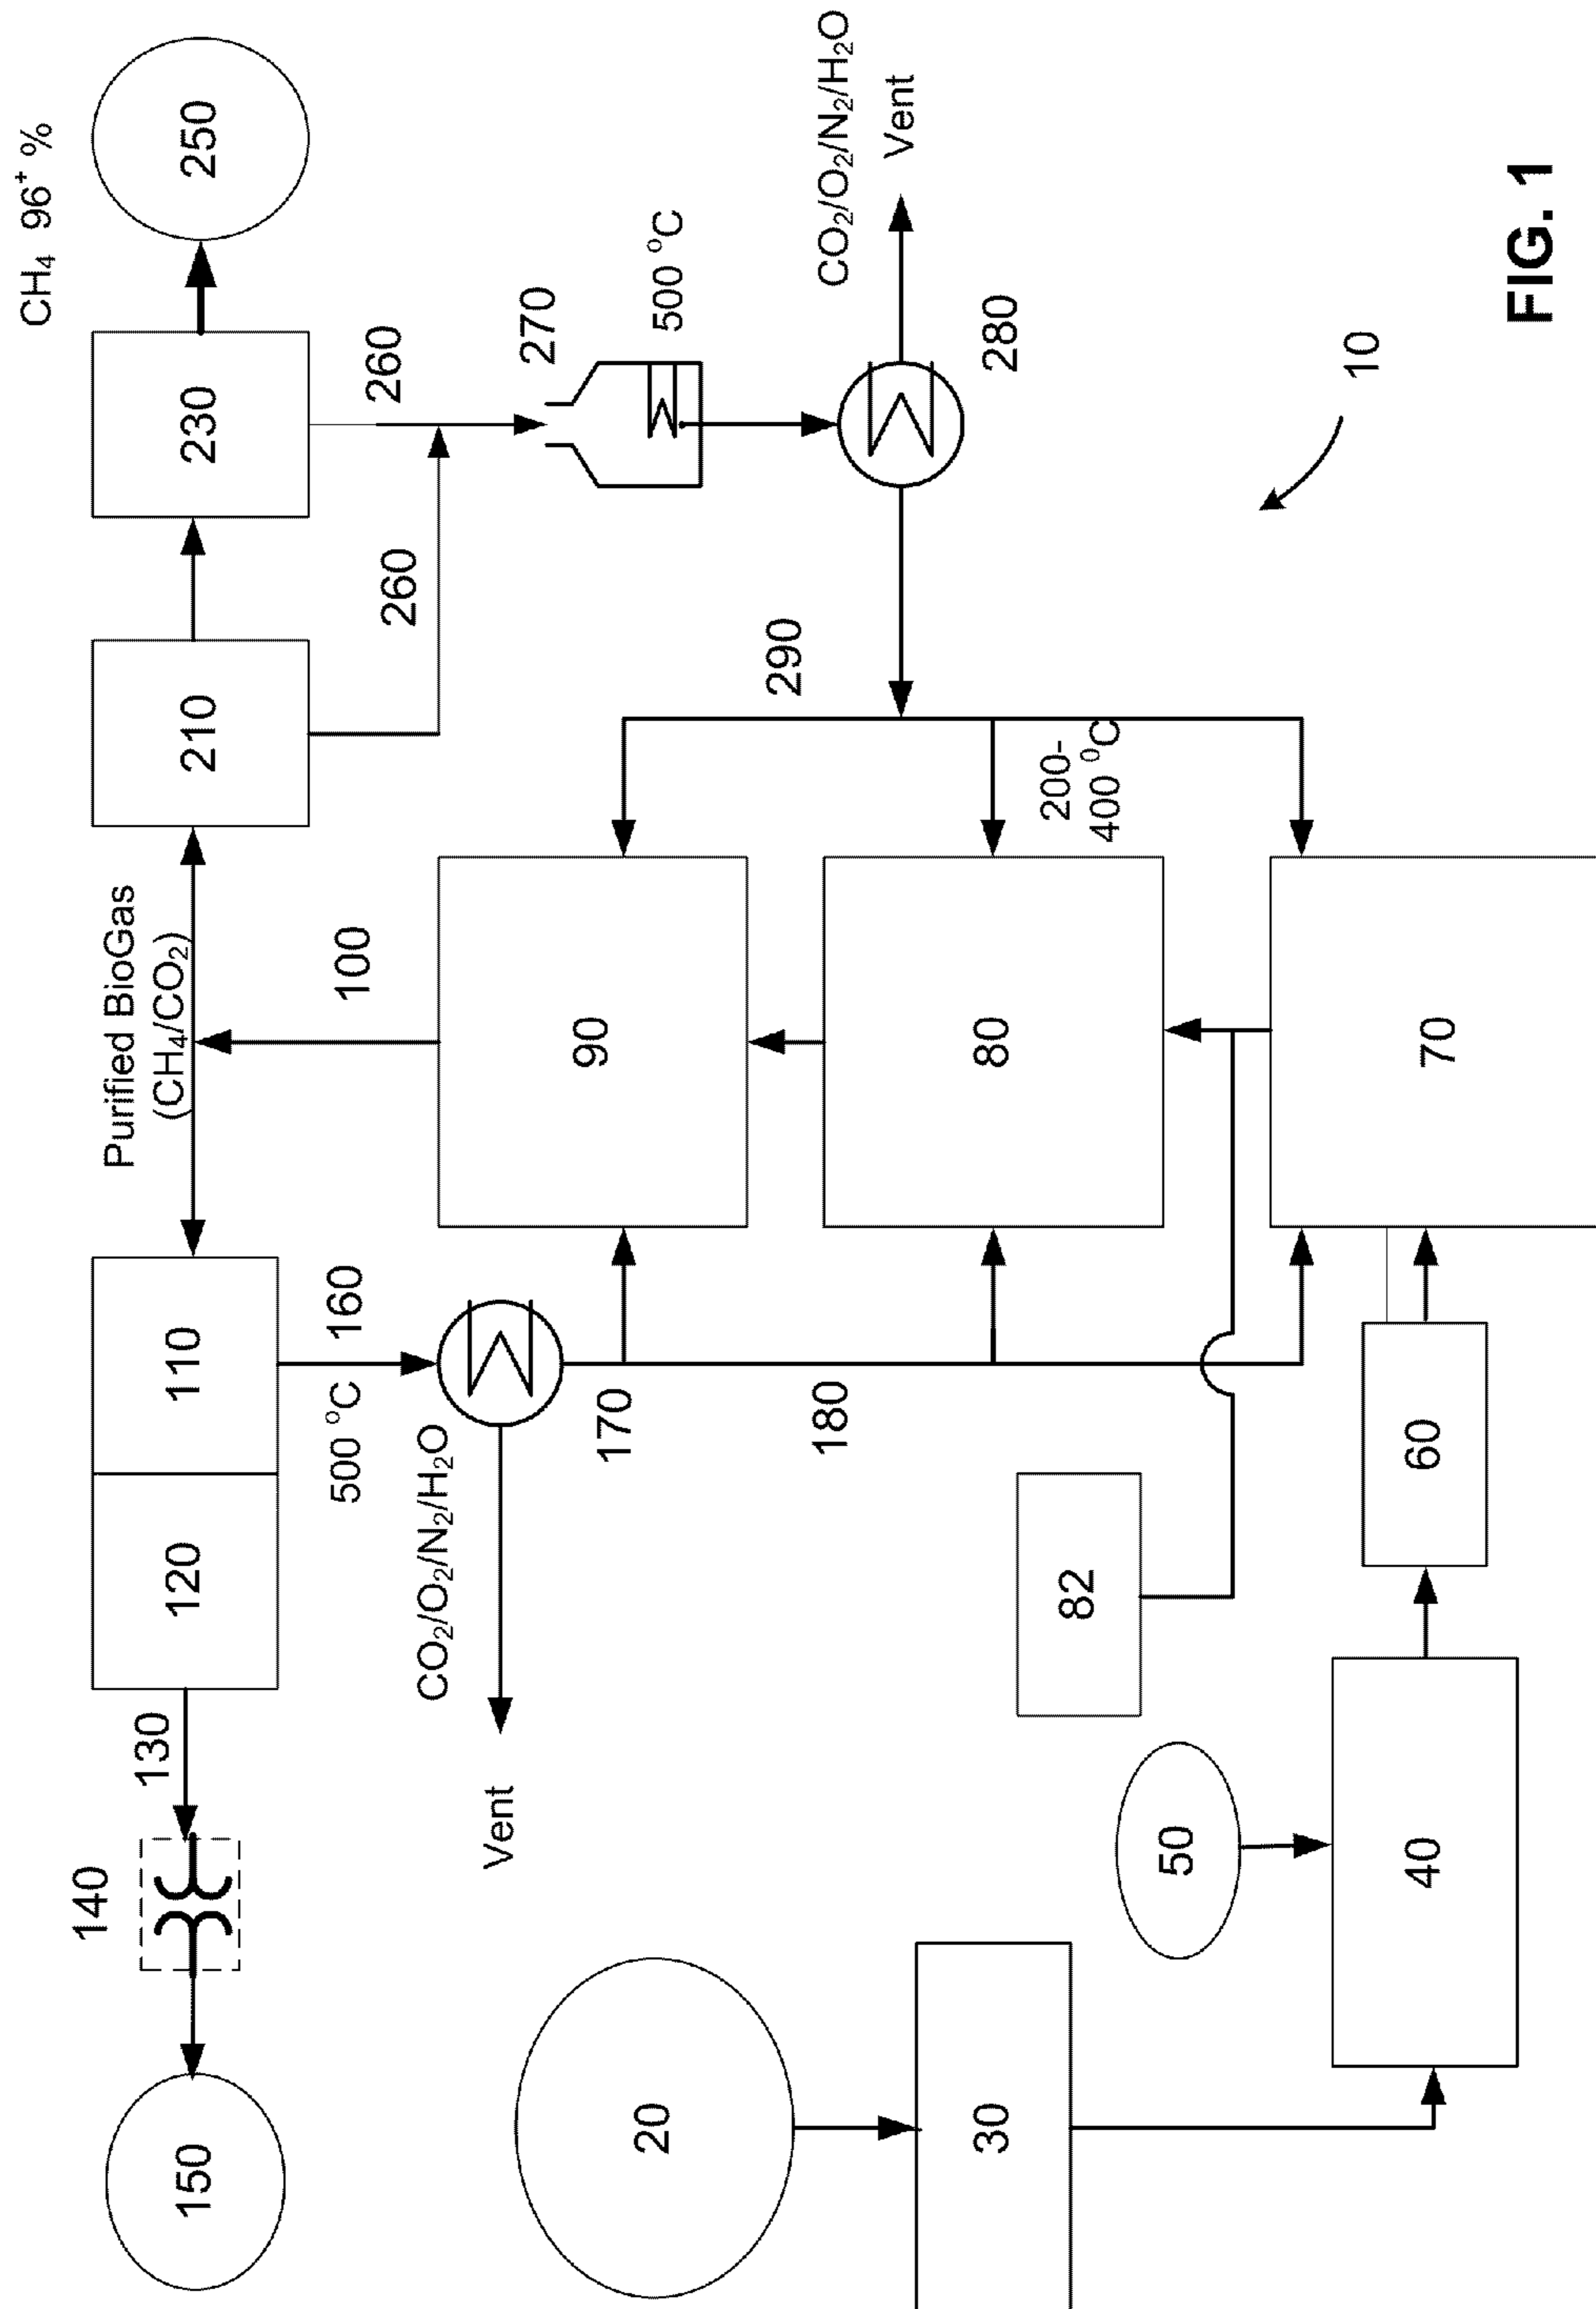 CH₄ 96⁺ %
140
Purified BioGas
(CH₄/CO₂)
130
150
120
110
210
230
250
500 °C
160
100
260
260
CO₂/O₂/N₂/H₂O
Vent
270
500 °C
90
170
20
290
180
CO₂/O₂/N₂/H₂O
Vent
30
80
280
200-
400 °C
82
50
10
40
60
70
FIG. 1